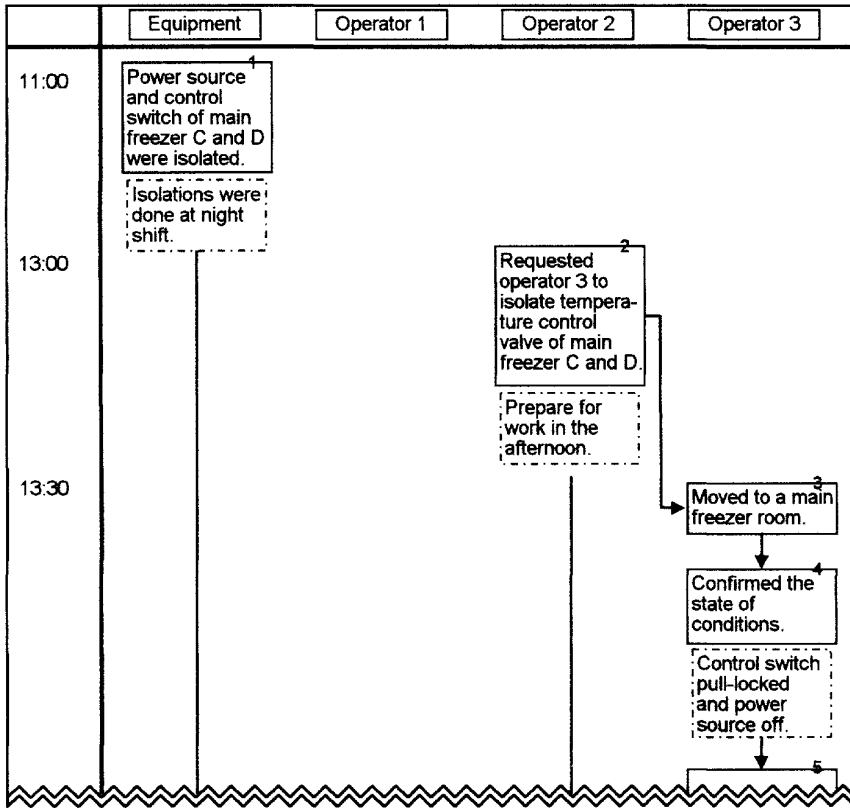 Equipment
Operator 1
Operator 2
Operator 3
11:00
1
Power source
and control
switch of main
freezer C and D
were isolated.
Isolations were
done at night
shift.
13:00
2
Requested
operator 3 to
isolate tempera-
ture control
valve of main
freezer C and D.
Prepare for
work in the
afternoon.
13:30
3
Moved to a main
freezer room.
4
Confirmed the
state of
conditions.
Control switch
pull-locked
and power
source off.
5